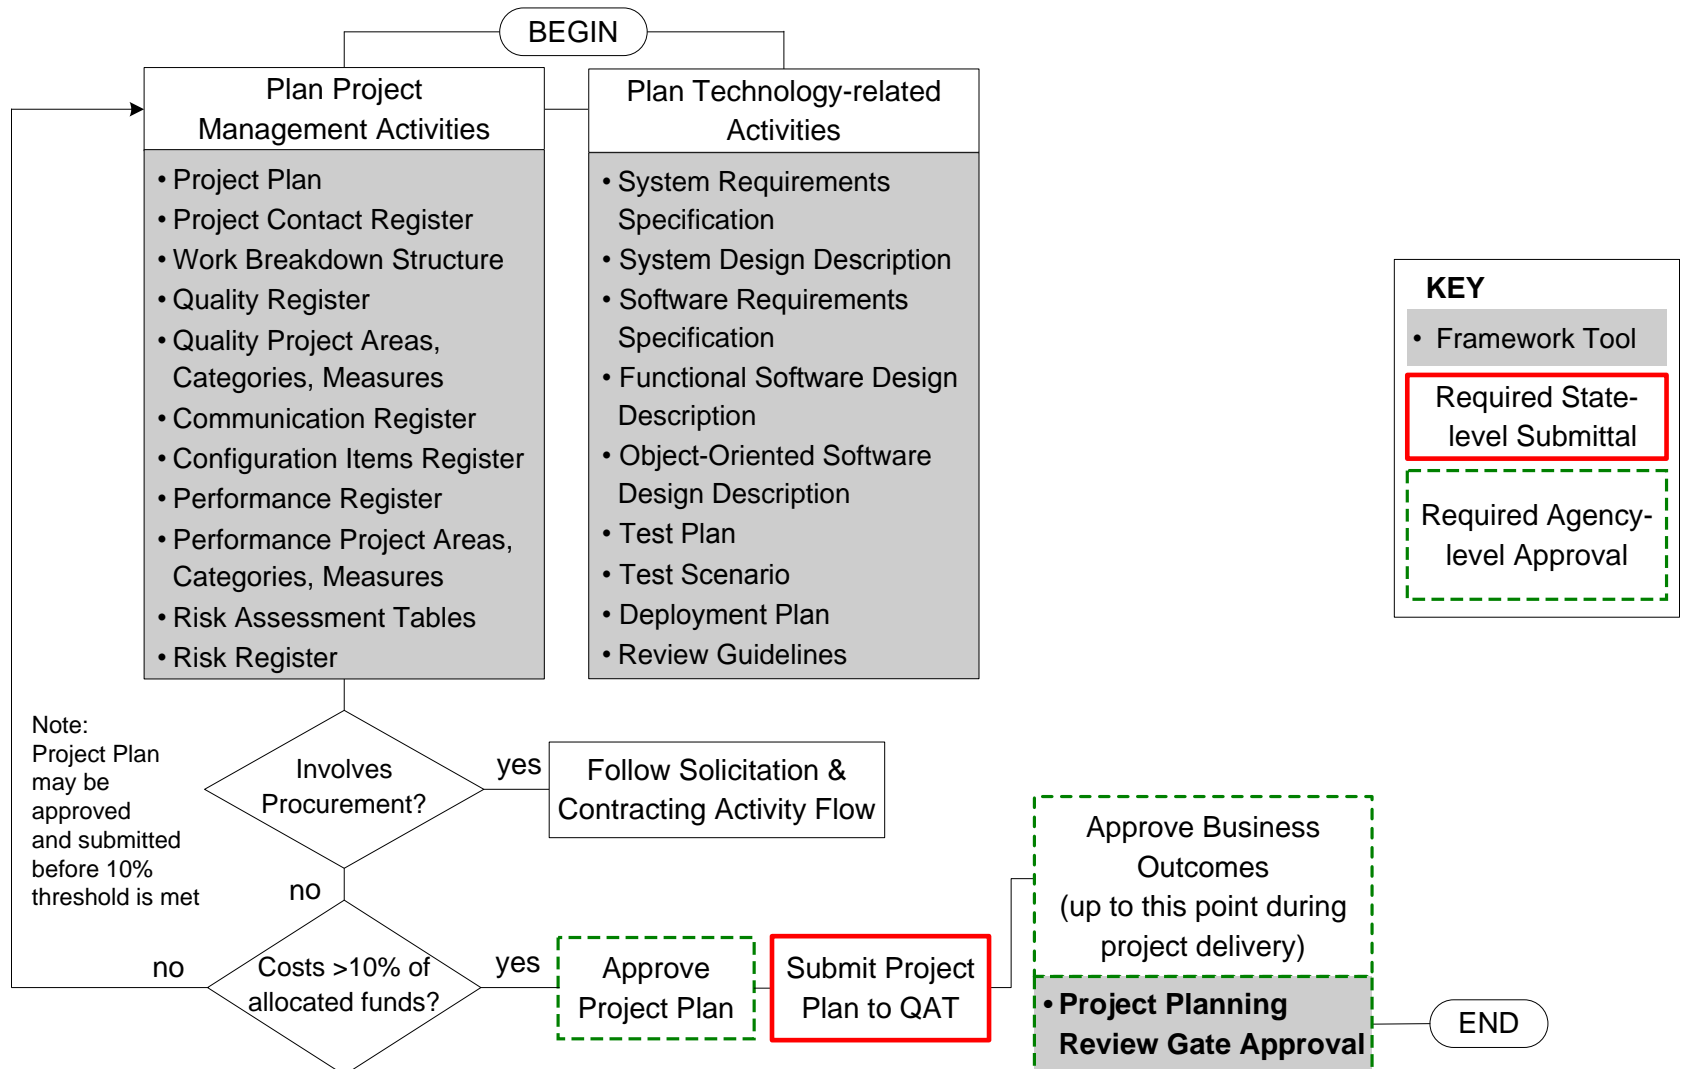 BEGIN
Plan Project
Management Activities
• Project Plan
• Project Contact Register
• Work Breakdown Structure
• Quality Register
• Quality Project Areas,
Categories, Measures
• Communication Register
• Configuration Items Register
• Performance Register
• Performance Project Areas,
Categories, Measures
• Risk Assessment Tables
• Risk Register
Plan Technology-related
Activities
• System Requirements
Specification
• System Design Description
• Software Requirements
Specification
• Functional Software Design
Description
• Object-Oriented Software
Design Description
• Test Plan
• Test Scenario
• Deployment Plan
• Review Guidelines
KEY
• Framework Tool
Required State-
level Submittal
Required Agency-
level Approval
Note:
Project Plan
may be
approved
and submitted
before 10%
threshold is met
Involves
Procurement?
yes
Follow Solicitation &
Contracting Activity Flow
no
Costs >10% of
allocated funds?
no
yes
Approve
Project Plan
Submit Project
Plan to QAT
Approve Business
Outcomes
(up to this point during
project delivery)
• Project Planning
Review Gate Approval
END